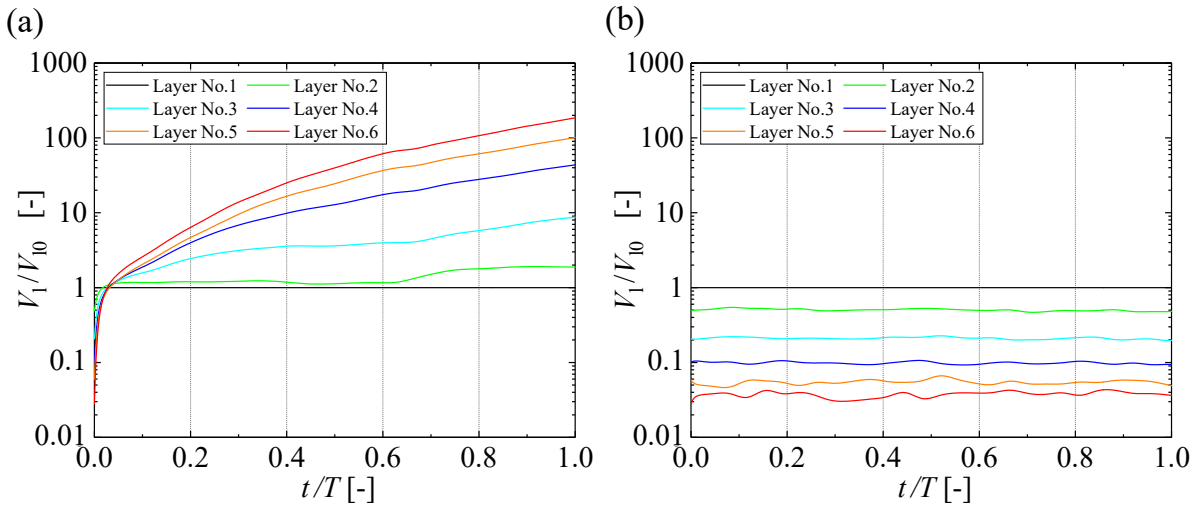 (a)
1000
100
10
1
0.1
0.01
V1/V10 [-]
Layer No.1 Layer No.2
Layer No.3 Layer No.4
Layer No.5 Layer No.6
0.0 0.2 0.4 0.6 0.8 1.0
t/T [-]
(b)
1000
100
10
1
0.1
0.01
V1/V10 [-]
Layer No.1 Layer No.2
Layer No.3 Layer No.4
Layer No.5 Layer No.6
0.0 0.2 0.4 0.6 0.8 1.0
t/T [-]